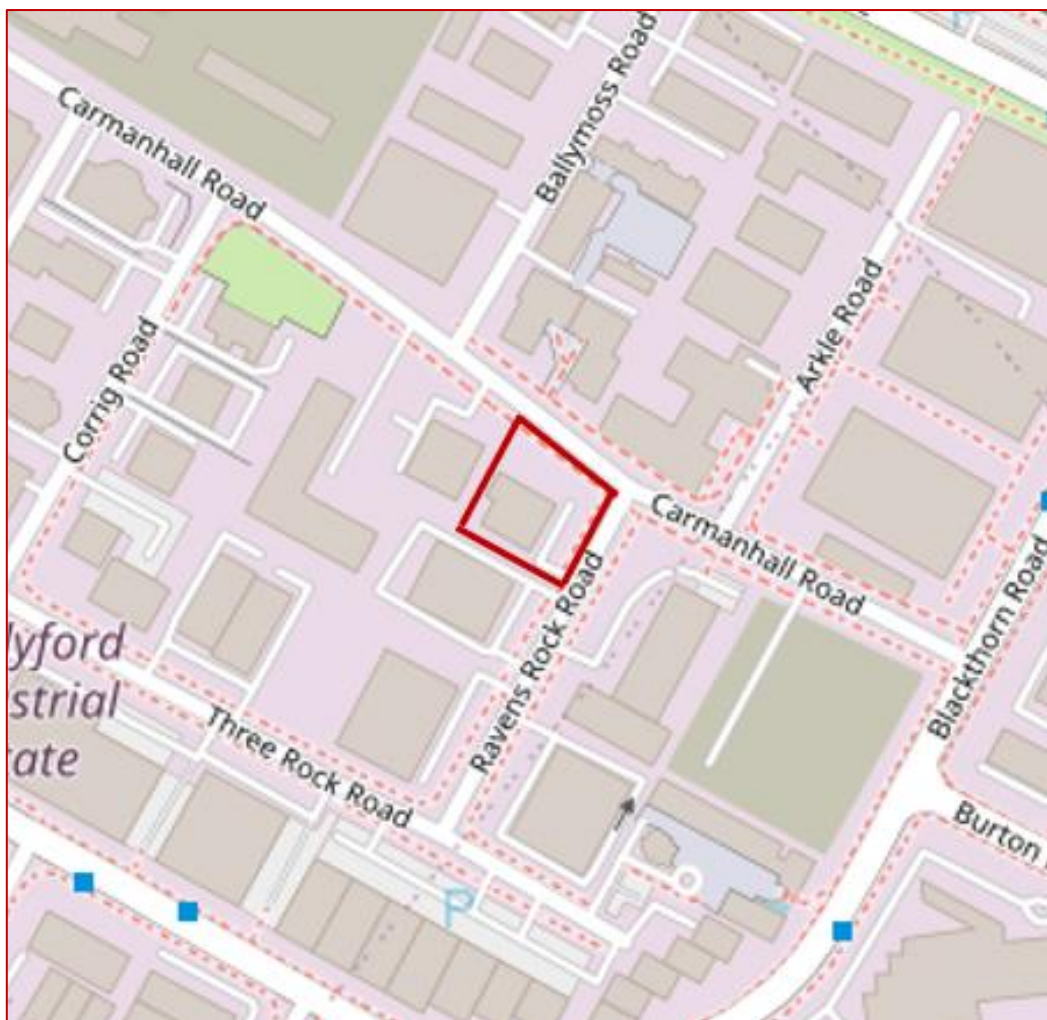 Carmanhall Road
Ballymoss Road
Arkle Road
Corrig Road
Carmanhall Road
Ravens Rock Road
Blackthorn Road
lyford
strial
ate
Three Rock Road
Burton
P